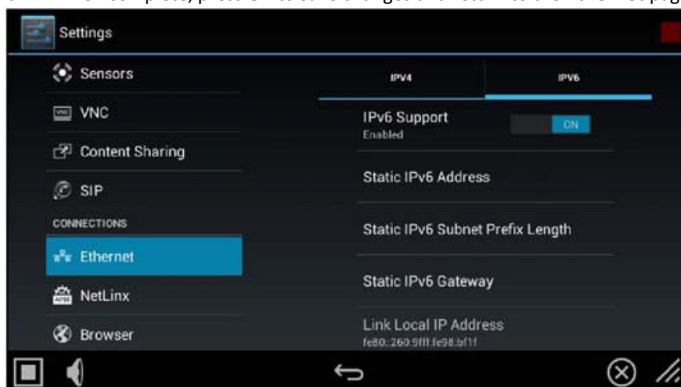 Settings
Sensors
VNC
Content Sharing
SIP
CONNECTIONS
Ethernet
NetLinx
Browser
IPV4 IPV6
IPv6 Support
Enabled
ON
Static IPv6 Address
Static IPv6 Subnet Prefix Length
Static IPv6 Gateway
Link Local IP Address
fe80::260:9fff:fe98:bf1f